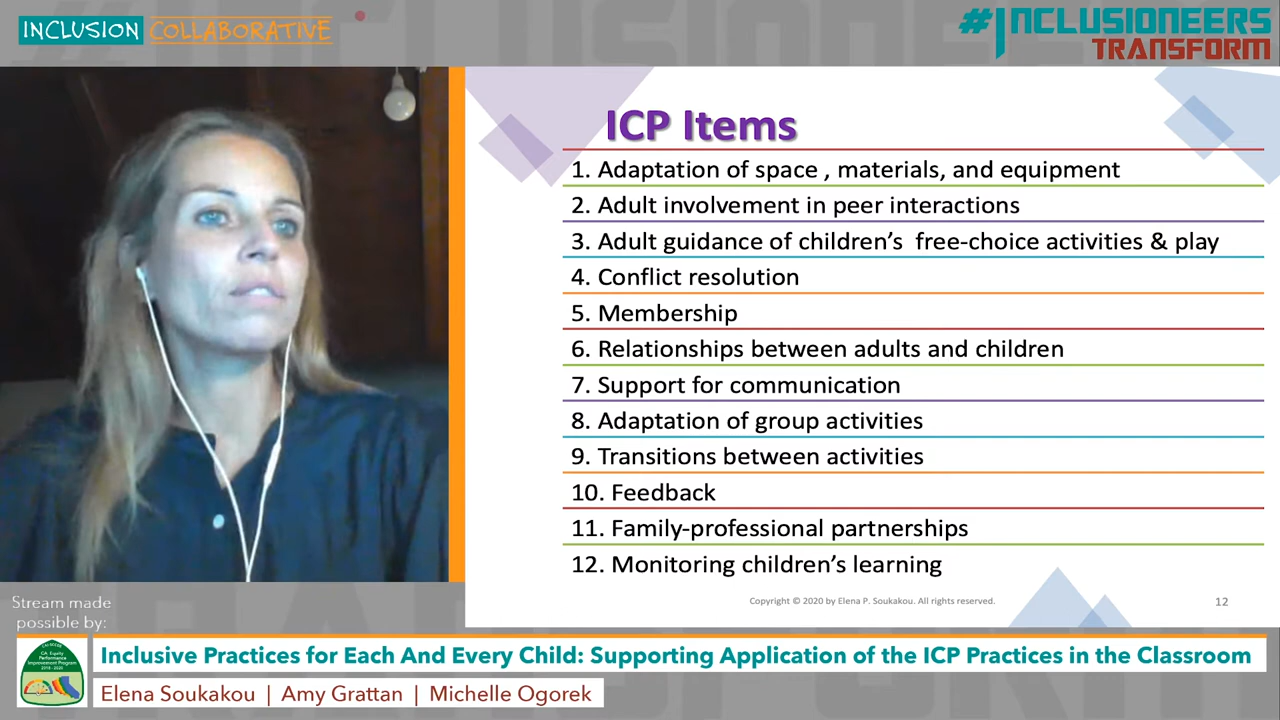 INCLUSION COLLABORATIVE
#INCLUSIONEERS
TRANSFORM
ICP Items
1. Adaptation of space , materials, and equipment
2. Adult involvement in peer interactions
3. Adult guidance of children’s  free-choice activities & play
4. Conflict resolution
5. Membership
6. Relationships between adults and children
7. Support for communication
8. Adaptation of group activities
9. Transitions between activities
10. Feedback
11. Family-professional partnerships
12. Monitoring children’s learning
Copyright © 2020 by Elena P. Soukakou. All rights reserved.
12
Stream made
possible by:
CA. Equity
Performance
Improvement Program
Inclusive Practices for Each And Every Child: Supporting Application of the ICP Practices in the Classroom
Elena Soukakou | Amy Grattan | Michelle Ogorek